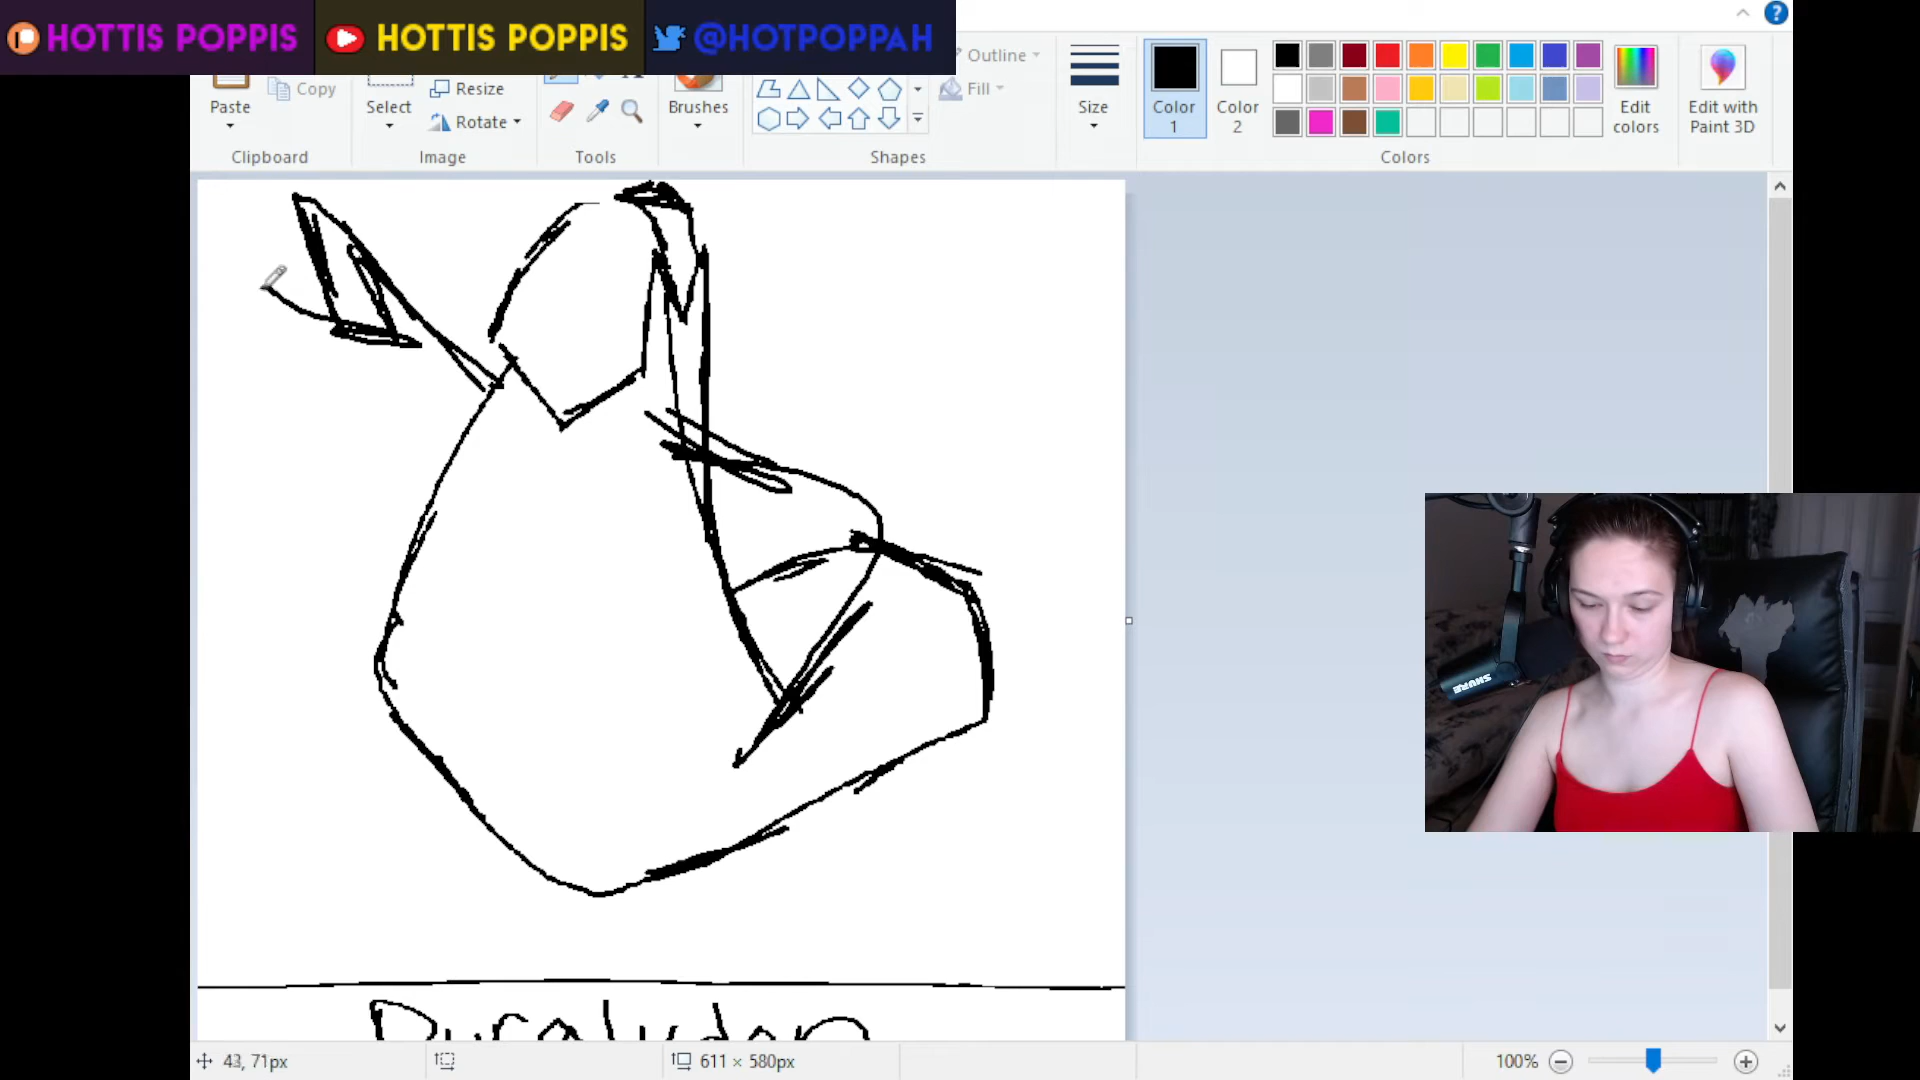 HOTTIS POPPIS HOTTIS POPPIS @HOTPOPPAH
Outline
Copy Resize Fill
Paste Select Rotate Brushes Size Color 1 Color 2 Edit colors Edit with Paint 3D
Clipboard Image Tools Shapes Colors
SHURE
43, 71px 611 × 580px 100%